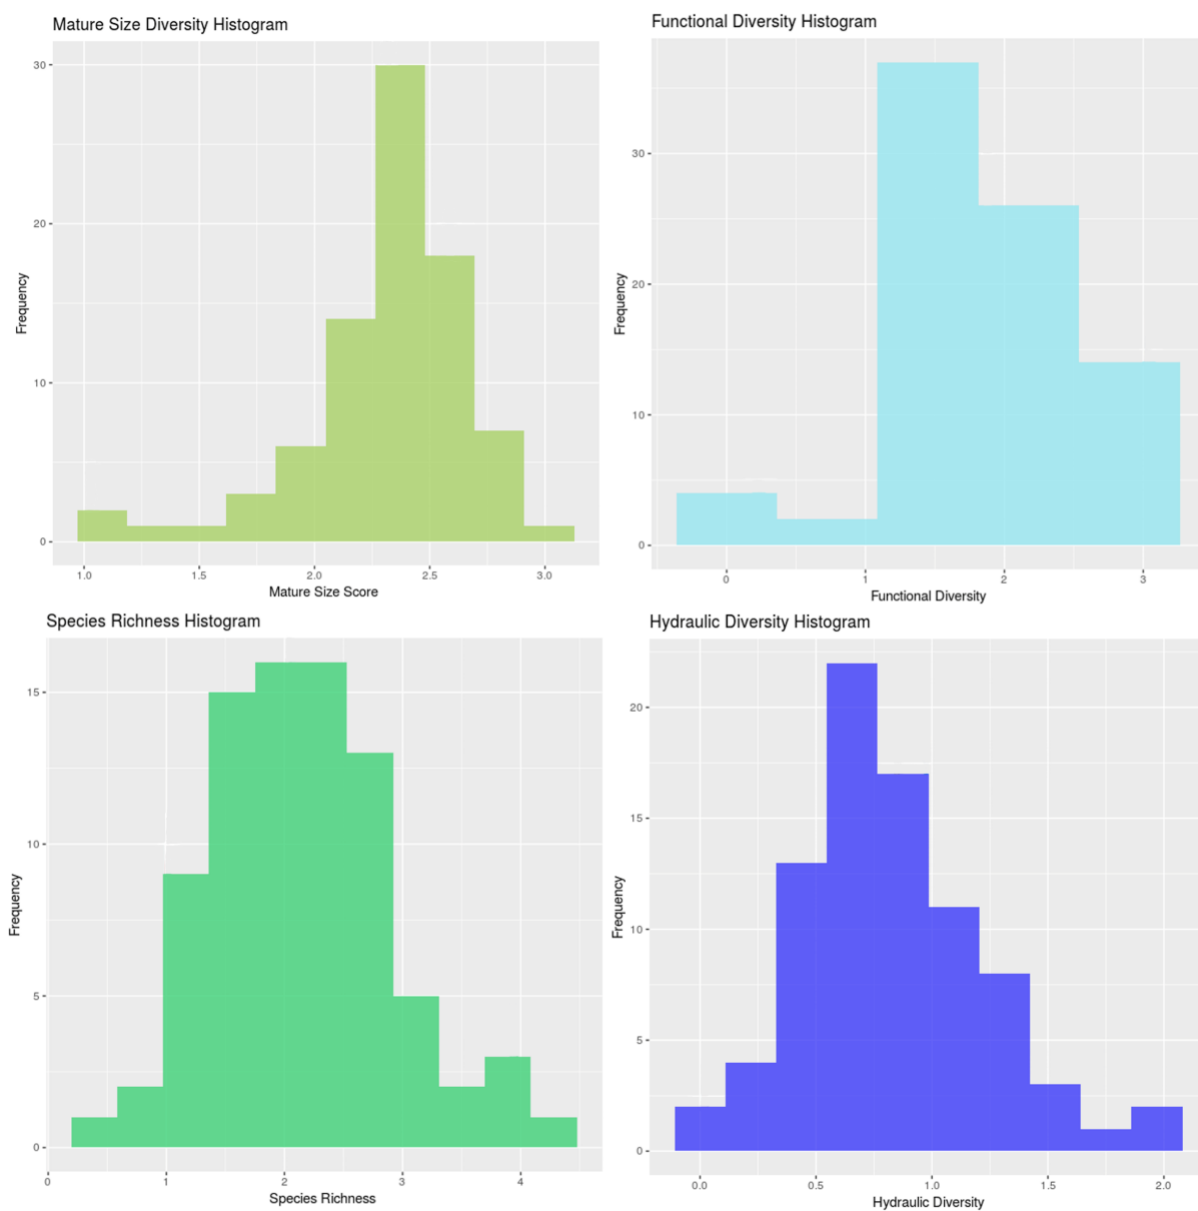 Mature Size Diversity Histogram
Frequency
30
20
10
0
1.0 1.5 2.0 2.5 3.0
Mature Size Score
Functional Diversity Histogram
Frequency
30
20
10
0
0 1 2 3
Functional Diversity
Species Richness Histogram
Frequency
15
10
5
0
0 1 2 3 4
Species Richness
Hydraulic Diversity Histogram
Frequency
20
15
10
5
0
0.0 0.5 1.0 1.5 2.0
Hydraulic Diversity